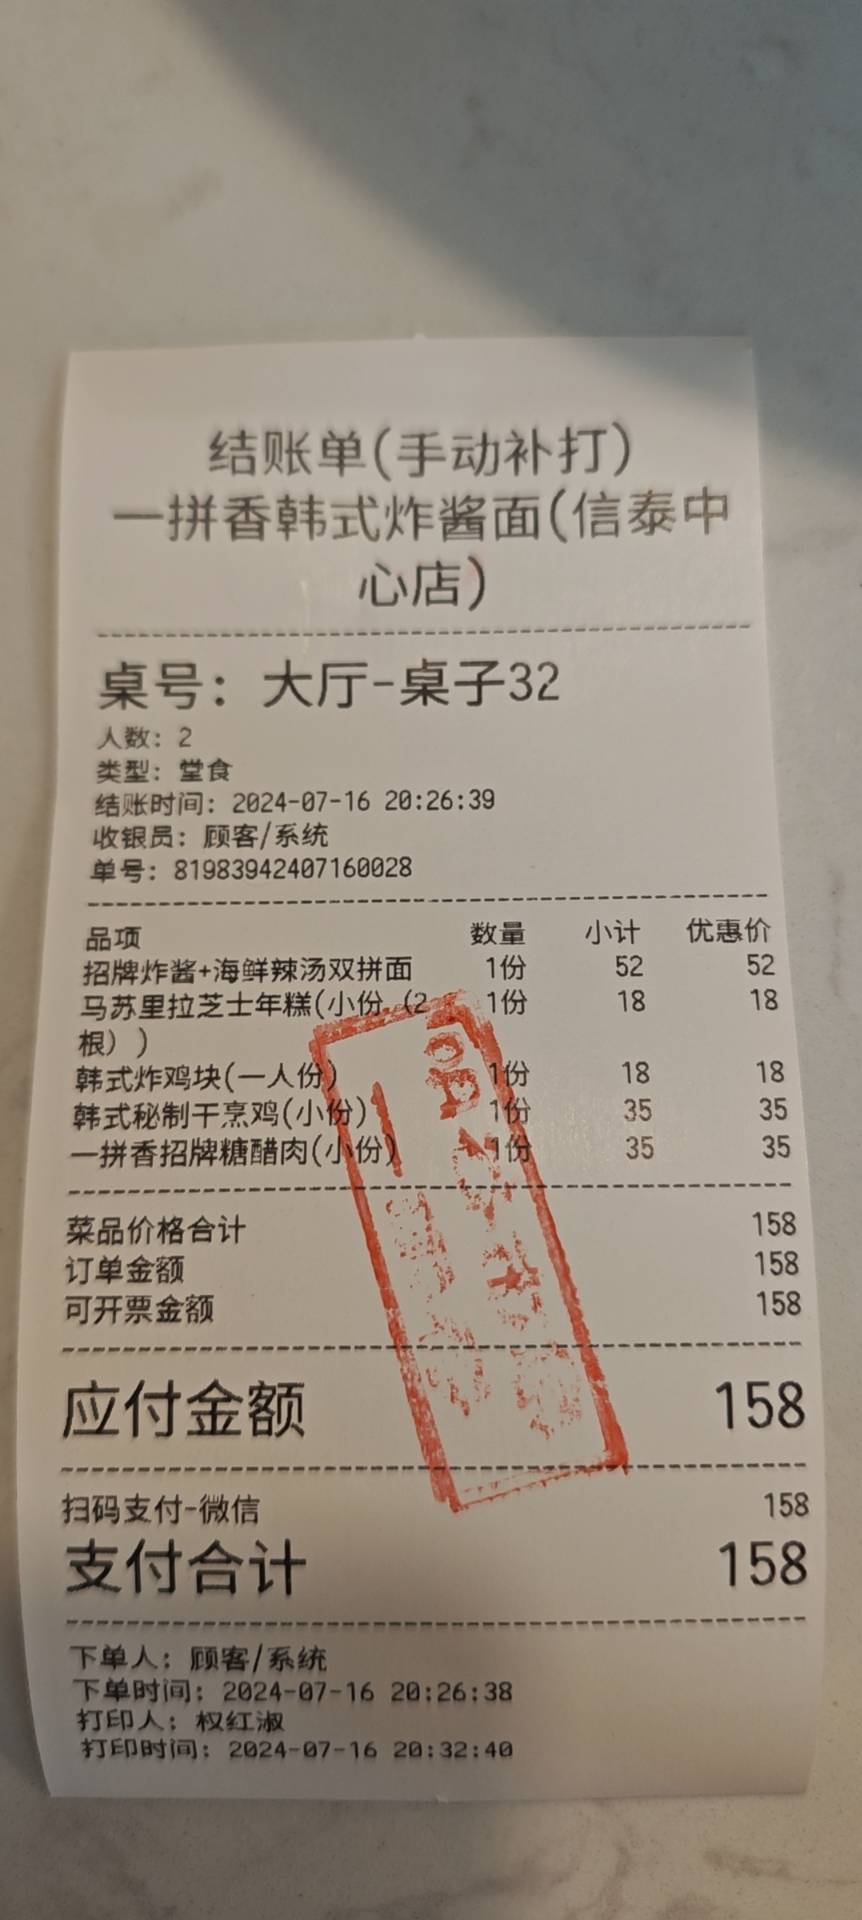 结账单(手动补打)
一拼香韩式炸酱面(信泰中
心店)
桌号: 大厅-桌子32
人数: 2
类型: 堂食
结账时间: 2024-07-16 20:26:39
收银员: 顾客/系统
单号: 81983942407160028
品项 数量 小计 优惠价
招牌炸酱+海鲜辣汤双拼面 1份 52 52
马苏里拉芝士年糕(小份（2 1份 18 18
根）)
韩式炸鸡块(一人份) 1份 18 18
韩式秘制干烹鸡(小份) 1份 35 35
一拼香招牌糖醋肉(小份) 1份 35 35
菜品价格合计 158
订单金额 158
可开票金额 158
应付金额 158
扫码支付-微信 158
支付合计 158
下单人: 顾客/系统
下单时间: 2024-07-16 20:26:38
打印人: 权红淑
打印时间: 2024-07-16 20:32:40